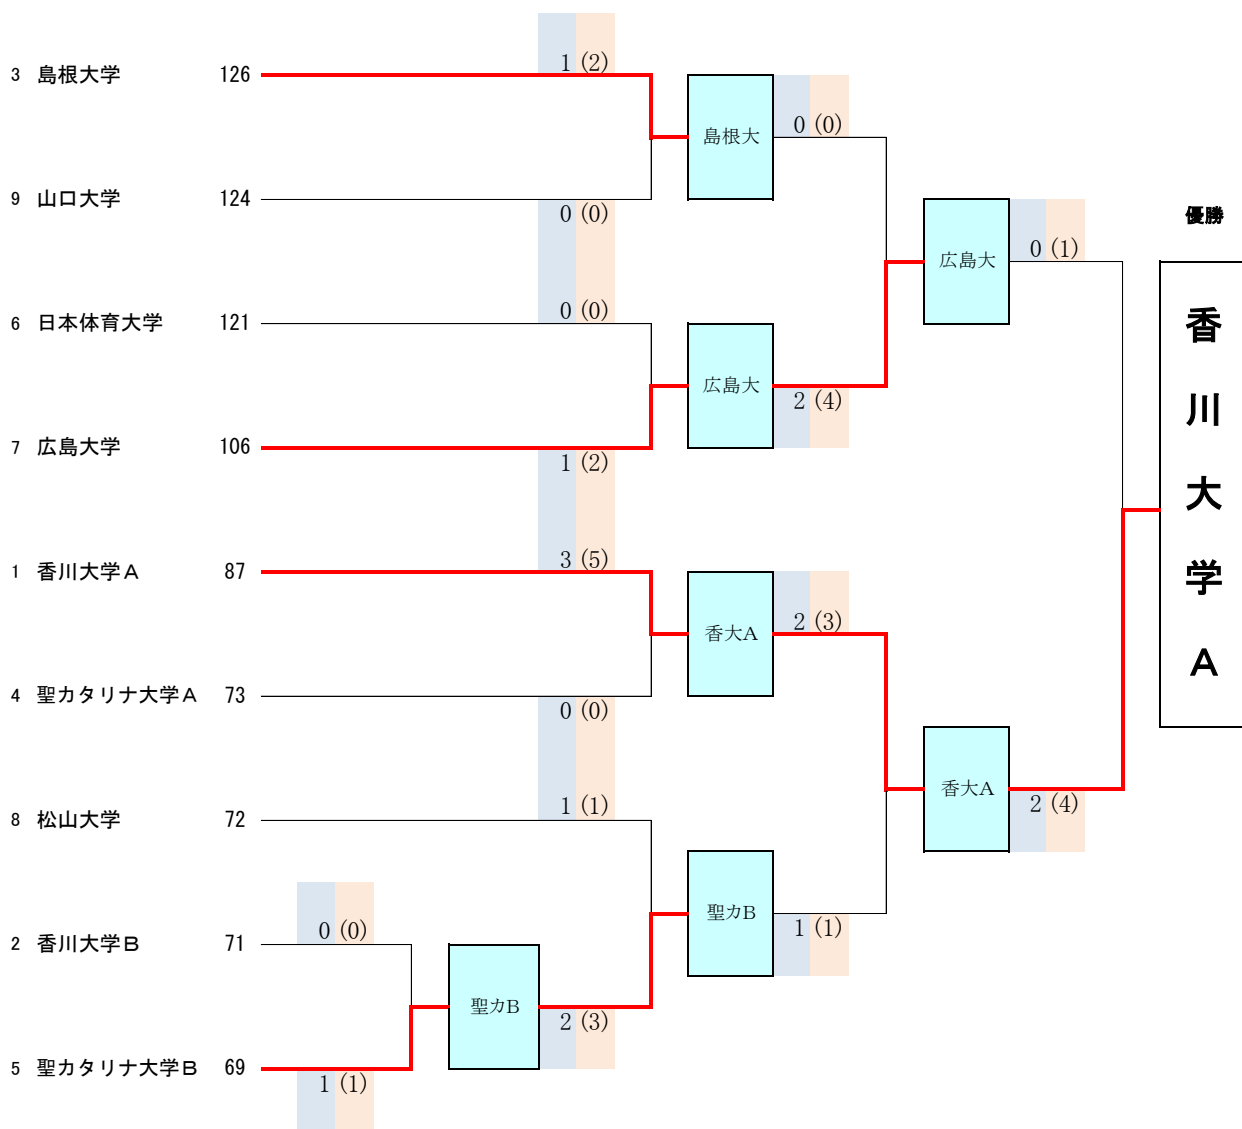 1 (2)
3 島根大学 126
島根大
0 (0)
9 山口大学 124
0 (0)
優勝
広島大
0 (1)
香川大学A
0 (0)
6 日本体育大学 121
広島大
2 (4)
7 広島大学 106
1 (2)
3 (5)
1 香川大学A 87
香大A
2 (3)
4 聖カタリナ大学A 73
0 (0)
香大A
2 (4)
1 (1)
8 松山大学 72
聖カB
1 (1)
0 (0)
2 香川大学B 71
聖カB
2 (3)
5 聖カタリナ大学B 69
1 (1)